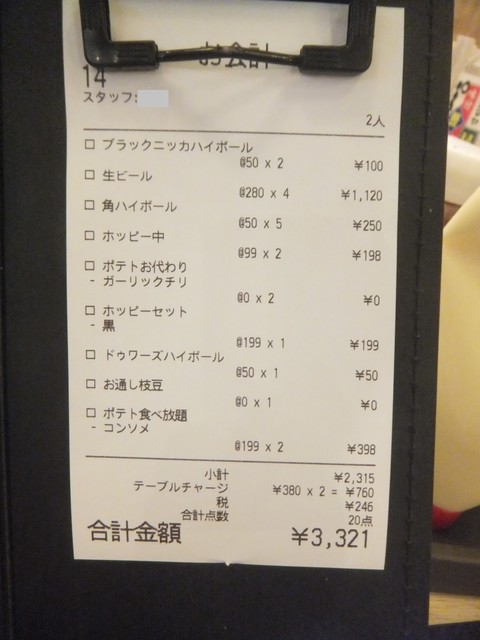 お会計
14
スタッフ:
2人
□ ブラックニッカハイボール
@50 x 2 ¥100
□ 生ビール
@280 x 4 ¥1,120
□ 角ハイボール
@50 x 5 ¥250
□ ホッピー中
@99 x 2 ¥198
□ ポテトお代わり
- ガーリックチリ
@0 x 2 ¥0
□ ホッピーセット
- 黒
@199 x 1 ¥199
□ ドゥワーズハイボール
@50 x 1 ¥50
□ お通し枝豆
@0 x 1 ¥0
□ ポテト食べ放題
- コンソメ
@199 x 2 ¥398
小計 ¥2,315
テーブルチャージ ¥380 x 2 = ¥760
税 ¥246
合計点数 20点
合計金額 ¥3,321